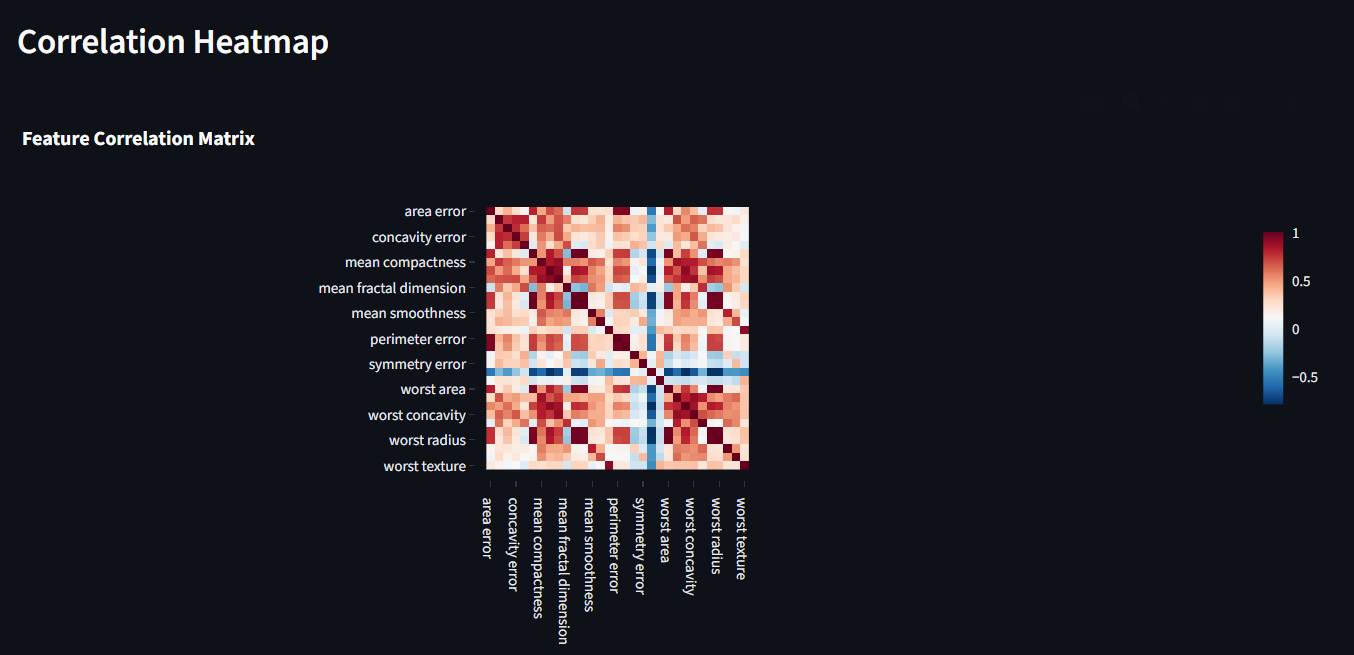 Correlation Heatmap
Feature Correlation Matrix
area error
concavity error
mean compactness
mean fractal dimension
mean smoothness
perimeter error
symmetry error
worst area
worst concavity
worst radius
worst texture
1
0.5
0
−0.5
area error
concavity error
mean compactness
mean fractal dimension
mean smoothness
perimeter error
symmetry error
worst area
worst concavity
worst radius
worst texture